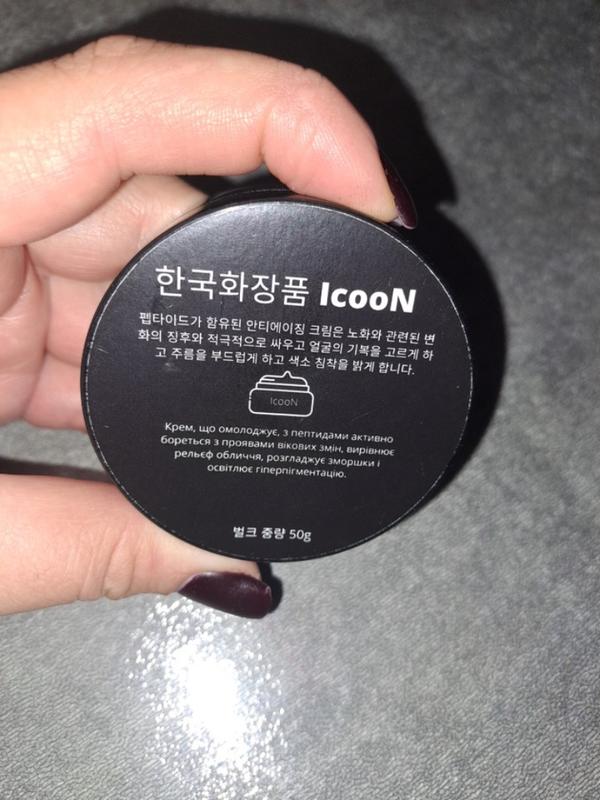 한국화장품 IcooN
펩타이드가 함유된 안티에이징 크림은 노화와 관련된 변
화의 징후와 적극적으로 싸우고 얼굴의 기복을 고르게 하
고 주름을 부드럽게 하고 색소 침착을 밝게 합니다.
IcooN
Крем, що омолоджує, з пептидами активно
бореться з проявами вікових змін, вирівнює
рельєф обличчя, розгладжує зморшки і
освітлює гіперпігментацію.
벌크 중량 50g